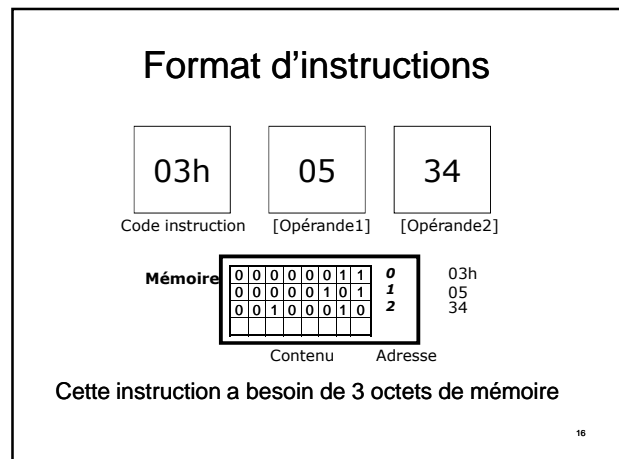 Format d'instructions
03h 05 34
Code instruction [Opérande1] [Opérande2]
Mémoire 0 0 0 0 0 0 1 1 0 03h
0 0 0 0 0 1 0 1 1 05
0 0 1 0 0 0 1 0 2 34
Contenu Adresse
Cette instruction a besoin de 3 octets de mémoire
16